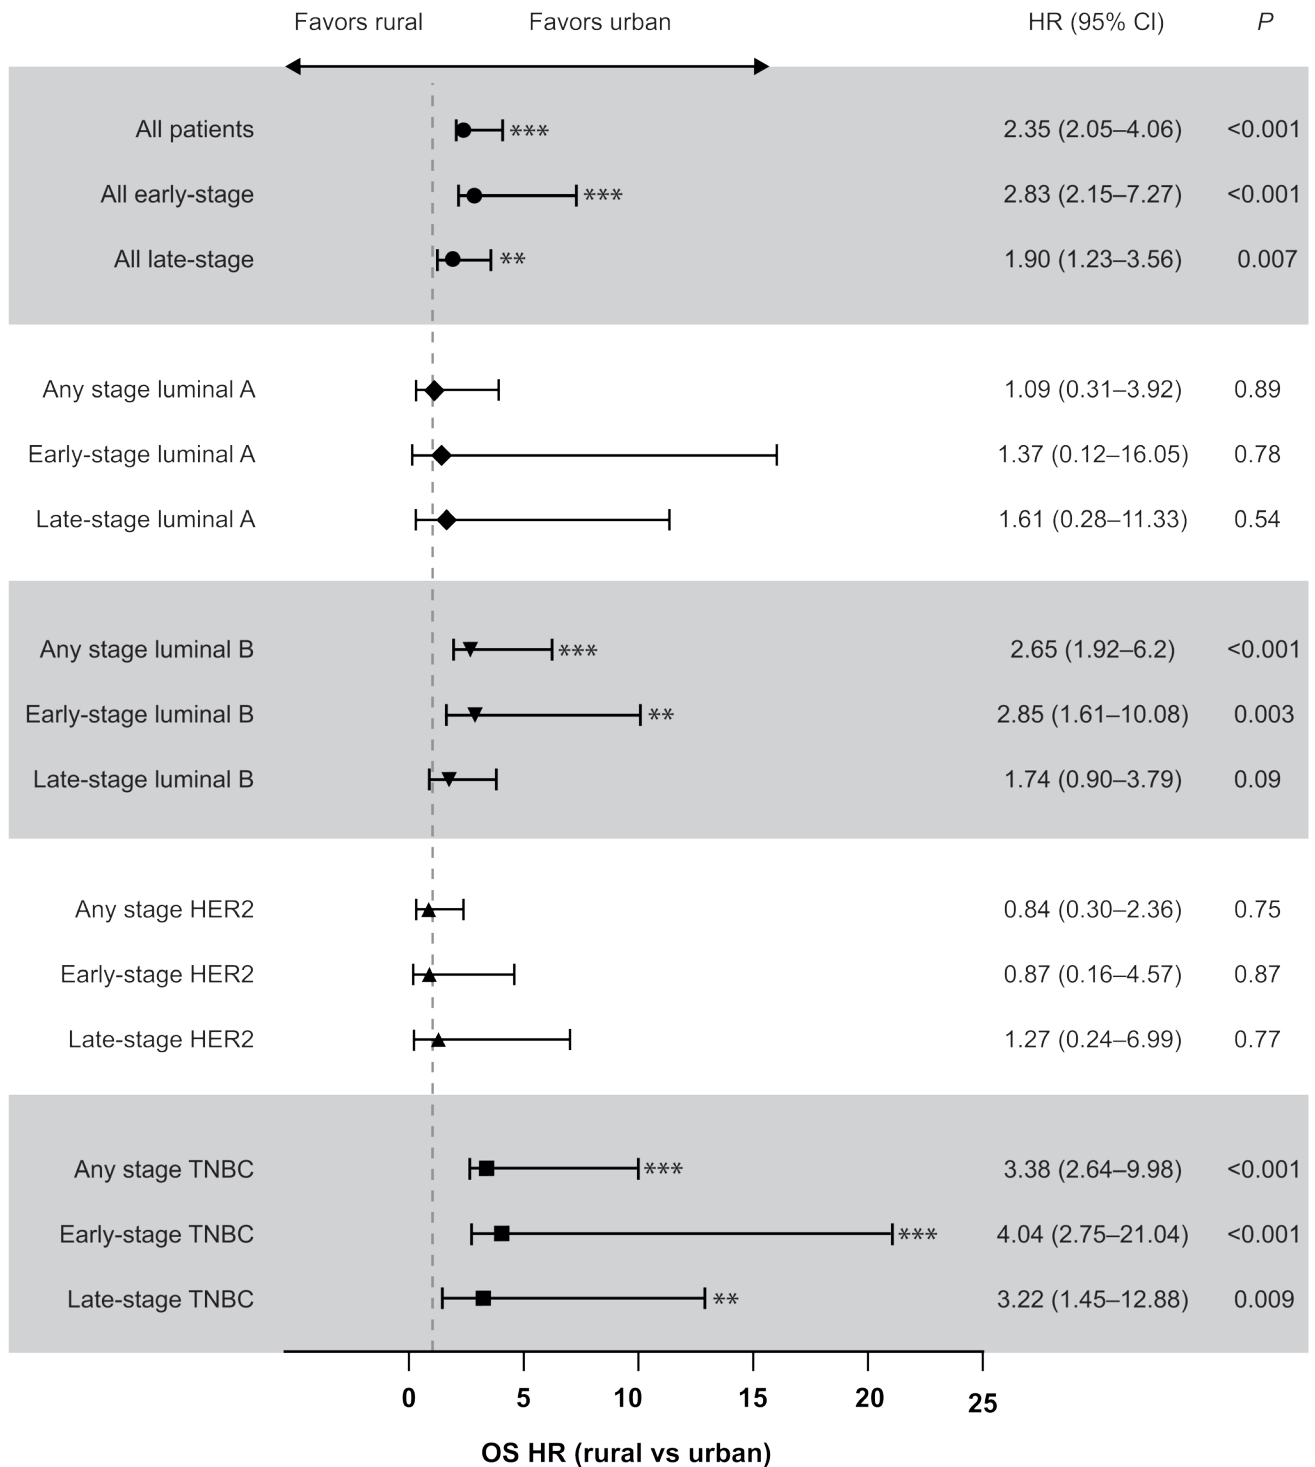 Favors rural Favors urban HR (95% CI) P
All patients *** 2.35 (2.05–4.06) <0.001
All early-stage *** 2.83 (2.15–7.27) <0.001
All late-stage ** 1.90 (1.23–3.56) 0.007
Any stage luminal A 1.09 (0.31–3.92) 0.89
Early-stage luminal A 1.37 (0.12–16.05) 0.78
Late-stage luminal A 1.61 (0.28–11.33) 0.54
Any stage luminal B *** 2.65 (1.92–6.2) <0.001
Early-stage luminal B ** 2.85 (1.61–10.08) 0.003
Late-stage luminal B 1.74 (0.90–3.79) 0.09
Any stage HER2 0.84 (0.30–2.36) 0.75
Early-stage HER2 0.87 (0.16–4.57) 0.87
Late-stage HER2 1.27 (0.24–6.99) 0.77
Any stage TNBC *** 3.38 (2.64–9.98) <0.001
Early-stage TNBC *** 4.04 (2.75–21.04) <0.001
Late-stage TNBC ** 3.22 (1.45–12.88) 0.009
0 5 10 15 20 25
OS HR (rural vs urban)